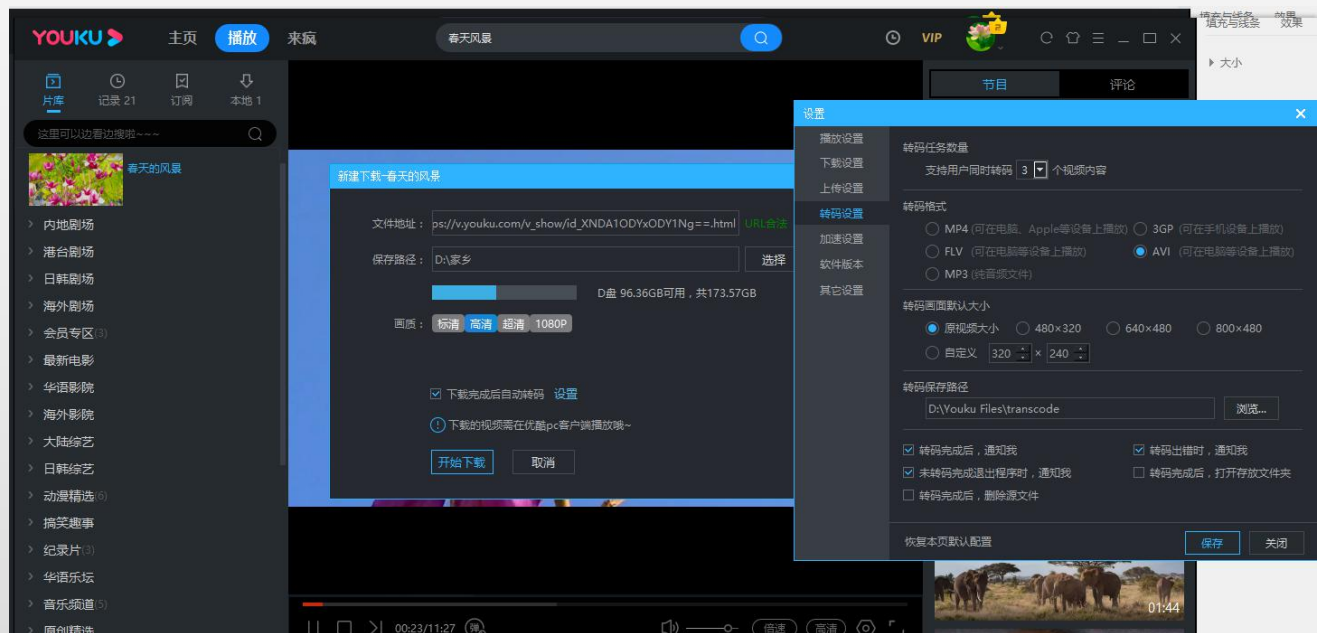 填充与线条 效果
填充与线条 效果
大小
YOUKU 主页 播放 来疯 春天风景 VIP
片库 记录 21 订阅 本地 1
节目 评论
这里可以边看边搜啦~~~
春天的风景
内地剧场
港台剧场
日韩剧场
海外剧场
会员专区(3)
最新电影
华语影院
海外影院
大陆综艺
日韩综艺
动漫精选(6)
搞笑趣事
纪录片(3)
华语乐坛
音乐频道(5)
原创精选
新建下载-春天的风景
文件地址： ps://v.youku.com/v_show/id_XNDA1ODYxODY1Ng==.html URL合法
保存路径： D:\家乡 选择
D盘 96.36GB可用，共173.57GB
画质： 标清 高清 超清 1080P
下载完成后自动转码 设置
下载的视频需在优酷pc客户端播放哦~
开始下载 取消
设置
播放设置
下载设置
上传设置
转码设置
加速设置
软件版本
其它设置
转码任务数量
支持用户同时转码 3 个视频内容
转码格式
MP4 (可在电脑、Apple等设备上播放) 3GP (可在手机设备上播放)
FLV (可在电脑等设备上播放) AVI (可在电脑等设备上播放)
MP3 (纯音频文件)
转码画面默认大小
原视频大小 480×320 640×480 800×480
自定义 320 × 240
转码保存路径
D:\Youku Files\transcode 浏览...
转码完成后，通知我 转码出错时，通知我
未转码完成退出程序时，通知我 转码完成后，打开存放文件夹
转码完成后，删除源文件
恢复本页默认配置 保存 关闭
01:44
00:23/11:27 弹 倍速 高清